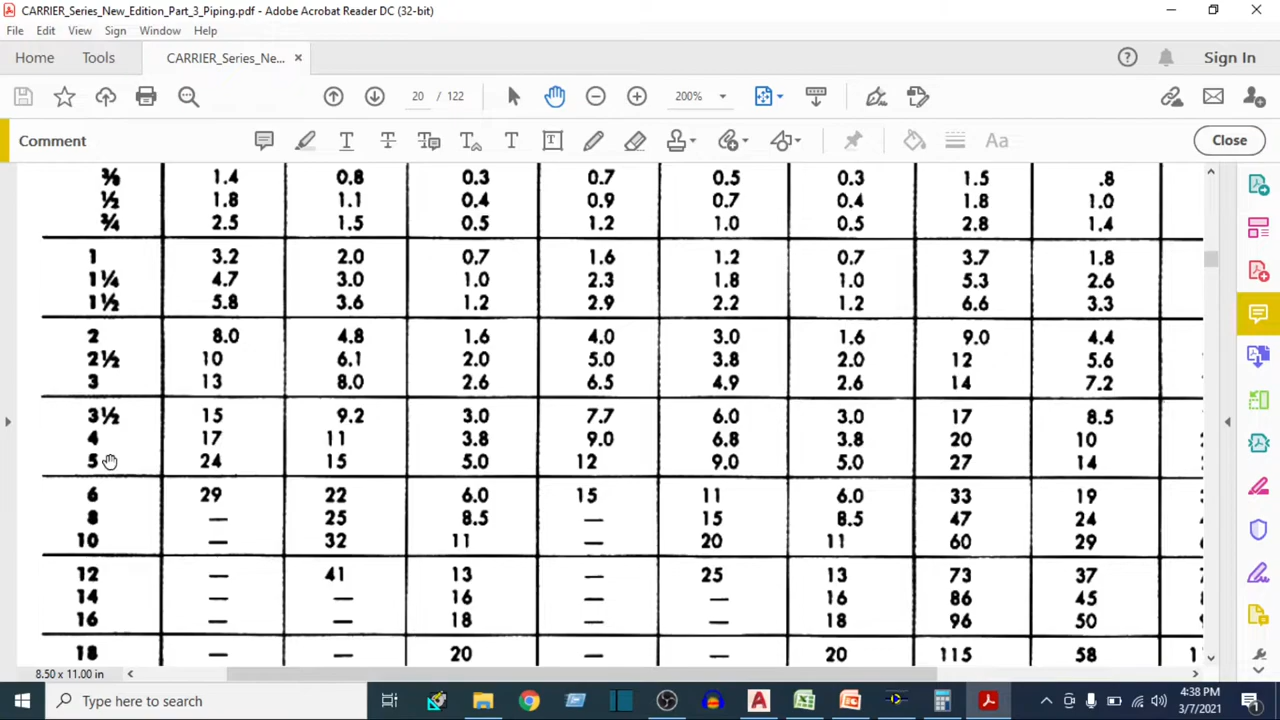 CARRIER_Series_New_Edition_Part_3_Piping.pdf - Adobe Acrobat Reader DC (32-bit)
File Edit View Sign Window Help
Home Tools CARRIER_Series_Ne... × Sign In
20 / 122 200%
Comment Aa Close
⅜ 1.4 0.8 0.3 0.7 0.5 0.3 1.5 .8
½ 1.8 1.1 0.4 0.9 0.7 0.4 1.8 1.0
¾ 2.5 1.5 0.5 1.2 1.0 0.5 2.8 1.4
1 3.2 2.0 0.7 1.6 1.2 0.7 3.7 1.8
1¼ 4.7 3.0 1.0 2.3 1.8 1.0 5.3 2.6
1½ 5.8 3.6 1.2 2.9 2.2 1.2 6.6 3.3
2 8.0 4.8 1.6 4.0 3.0 1.6 9.0 4.4
2½ 10 6.1 2.0 5.0 3.8 2.0 12 5.6
3 13 8.0 2.6 6.5 4.9 2.6 14 7.2
3½ 15 9.2 3.0 7.7 6.0 3.0 17 8.5
4 17 11 3.8 9.0 6.8 3.8 20 10
5 24 15 5.0 12 9.0 5.0 27 14
6 29 22 6.0 15 11 6.0 33 19
8 — 25 8.5 — 15 8.5 47 24
10 — 32 11 — 20 11 60 29
12 — 41 13 — 25 13 73 37
14 — — 16 — — 16 86 45
16 — — 18 — — 18 96 50
18 — — 20 — — 20 115 58
8.50 x 11.00 in
Type here to search 4:38 PM
3/7/2021